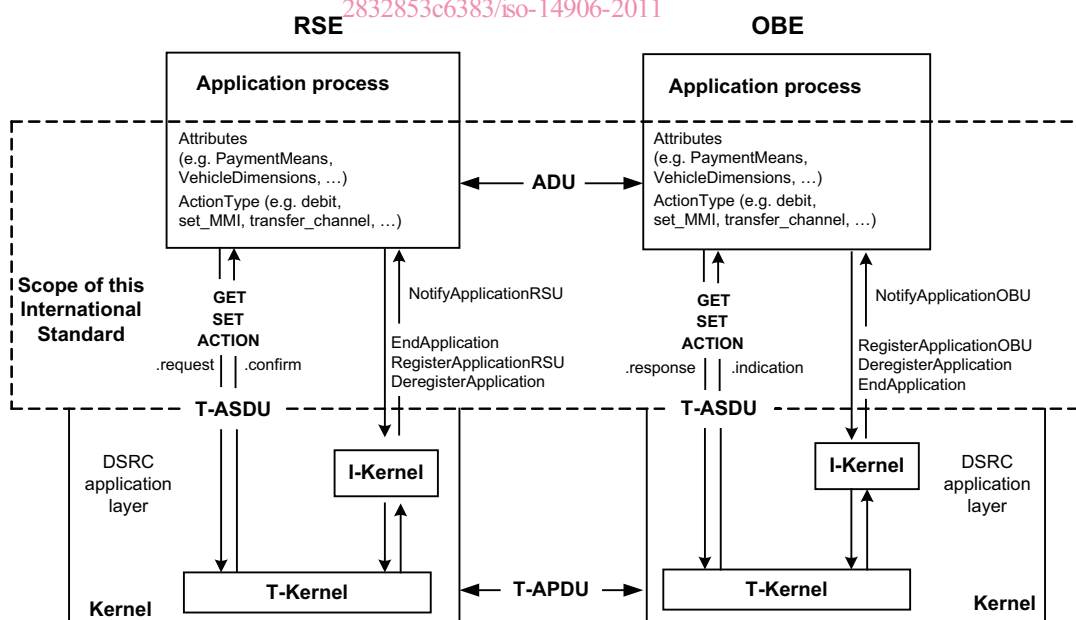 2832853c6383/iso-14906-2011
RSE
OBE
Application process
Application process
Attributes
(e.g. PaymentMeans,
VehicleDimensions, …)
ActionType (e.g. debit,
set_MMI, transfer_channel, …)
ADU
Attributes
(e.g. PaymentMeans,
VehicleDimensions, …)
ActionType (e.g. debit,
set_MMI, transfer_channel, …)
Scope of this
International
Standard
GET
SET
ACTION
.request
.confirm
NotifyApplicationRSU
EndApplication
RegisterApplicationRSU
DeregisterApplication
GET
SET
ACTION
.response
.indication
NotifyApplicationOBU
RegisterApplicationOBU
DeregisterApplication
EndApplication
T-ASDU
T-ASDU
DSRC
application
layer
I-Kernel
I-Kernel
DSRC
application
layer
T-Kernel
T-APDU
T-Kernel
Kernel
Kernel